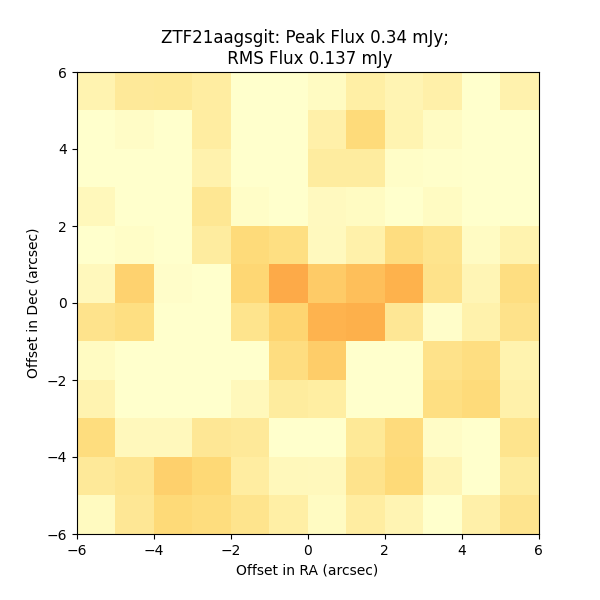 ZTF21aagsgit: Peak Flux 0.34 mJy;
RMS Flux 0.137 mJy
6
4
2
0
−2
−4
−6
Offset in Dec (arcsec)
−6 −4 −2 0 2 4 6
Offset in RA (arcsec)